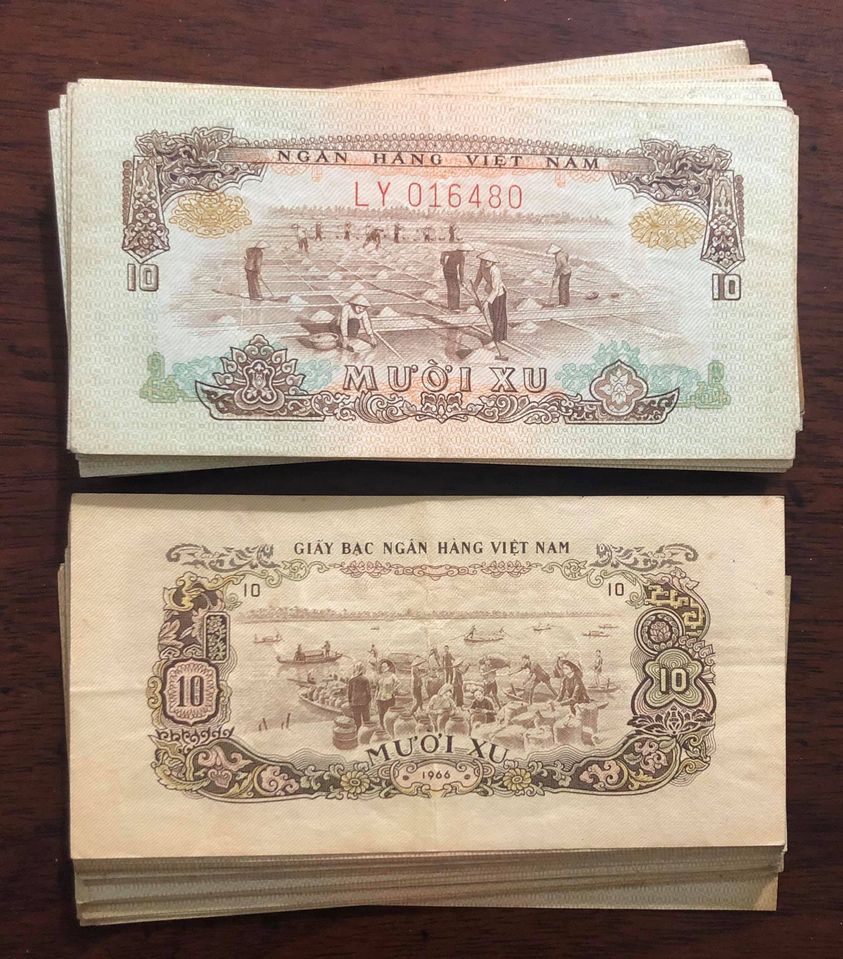 NGÂN HÀNG VIỆT NAM
LY 016480
10 10
MƯỜI XU
GIẤY BẠC NGÂN HÀNG VIỆT NAM
10 10
10 10
MƯỜI XU
1966